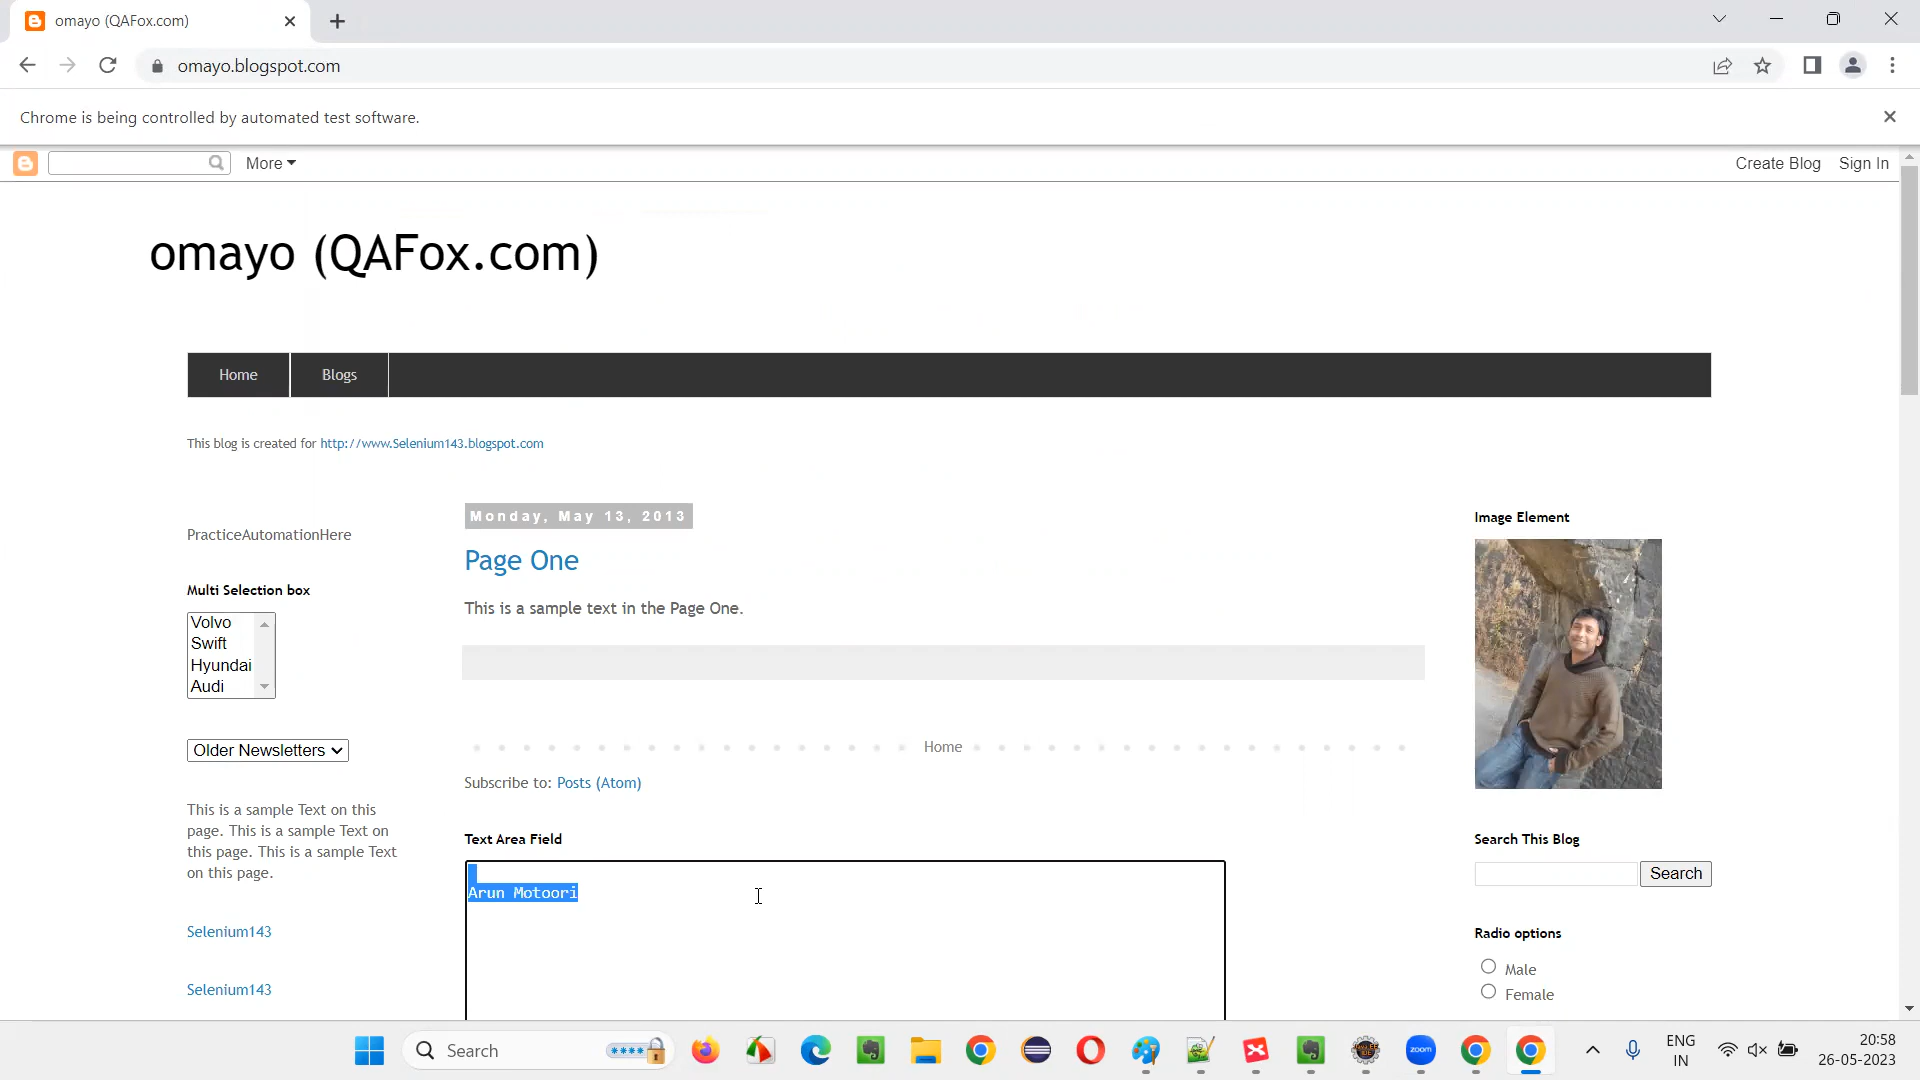 omayo (QAFox.com)
omayo.blogspot.com
Chrome is being controlled by automated test software.
More
Create Blog
Sign In
omayo (QAFox.com)
Home
Blogs
This blog is created for http://www.Selenium143.blogspot.com
PracticeAutomationHere
Multi Selection box
Volvo
Swift
Hyundai
Audi
Older Newsletters
This is a sample Text on this
page. This is a sample Text on
this page. This is a sample Text
on this page.
Selenium143
Selenium143
Monday, May 13, 2013
Page One
This is a sample text in the Page One.
Home
Subscribe to: Posts (Atom)
Text Area Field
Arun Motoori
Image Element
Search This Blog
Search
Radio options
Male
Female
Search
zoom
ENG
IN
20:58
26-05-2023